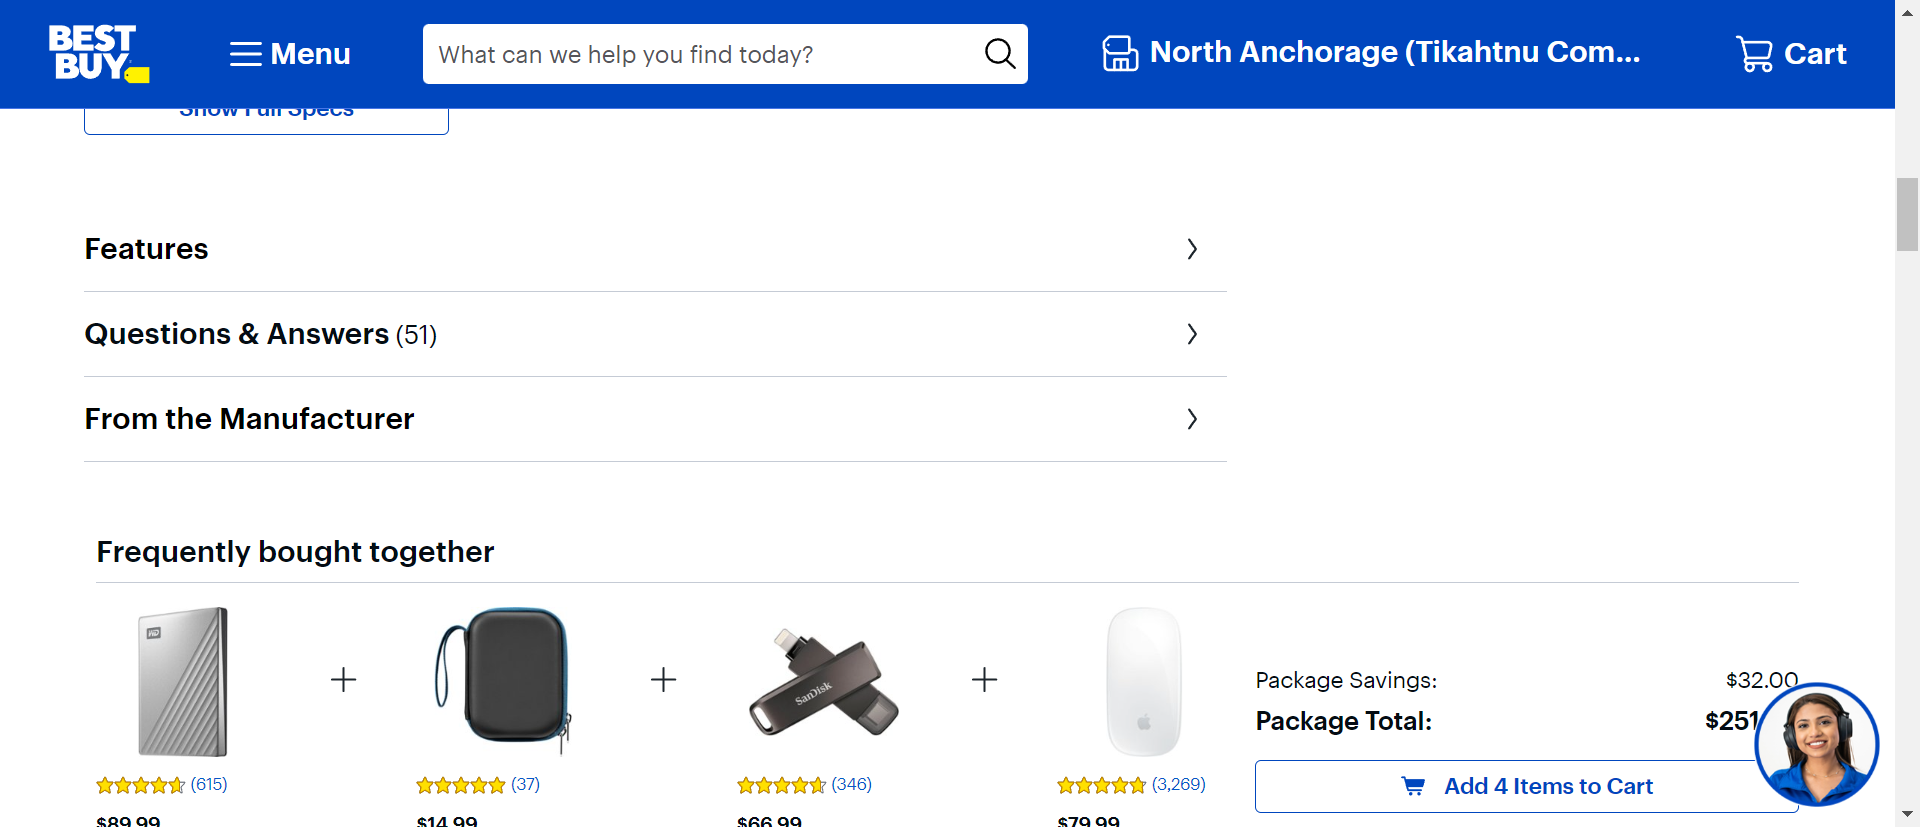 BEST
BUY
Menu
What can we help you find today?
North Anchorage (Tikahtnu Com...
Cart
Show Full Specs
Features
Questions & Answers (51)
From the Manufacturer
Frequently bought together
WD
SanDisk
Package Savings: $32.00
Package Total: $251
(615)
(37)
(346)
(3,269)
Add 4 Items to Cart
$89.99
$14.99
$66.99
$79.99